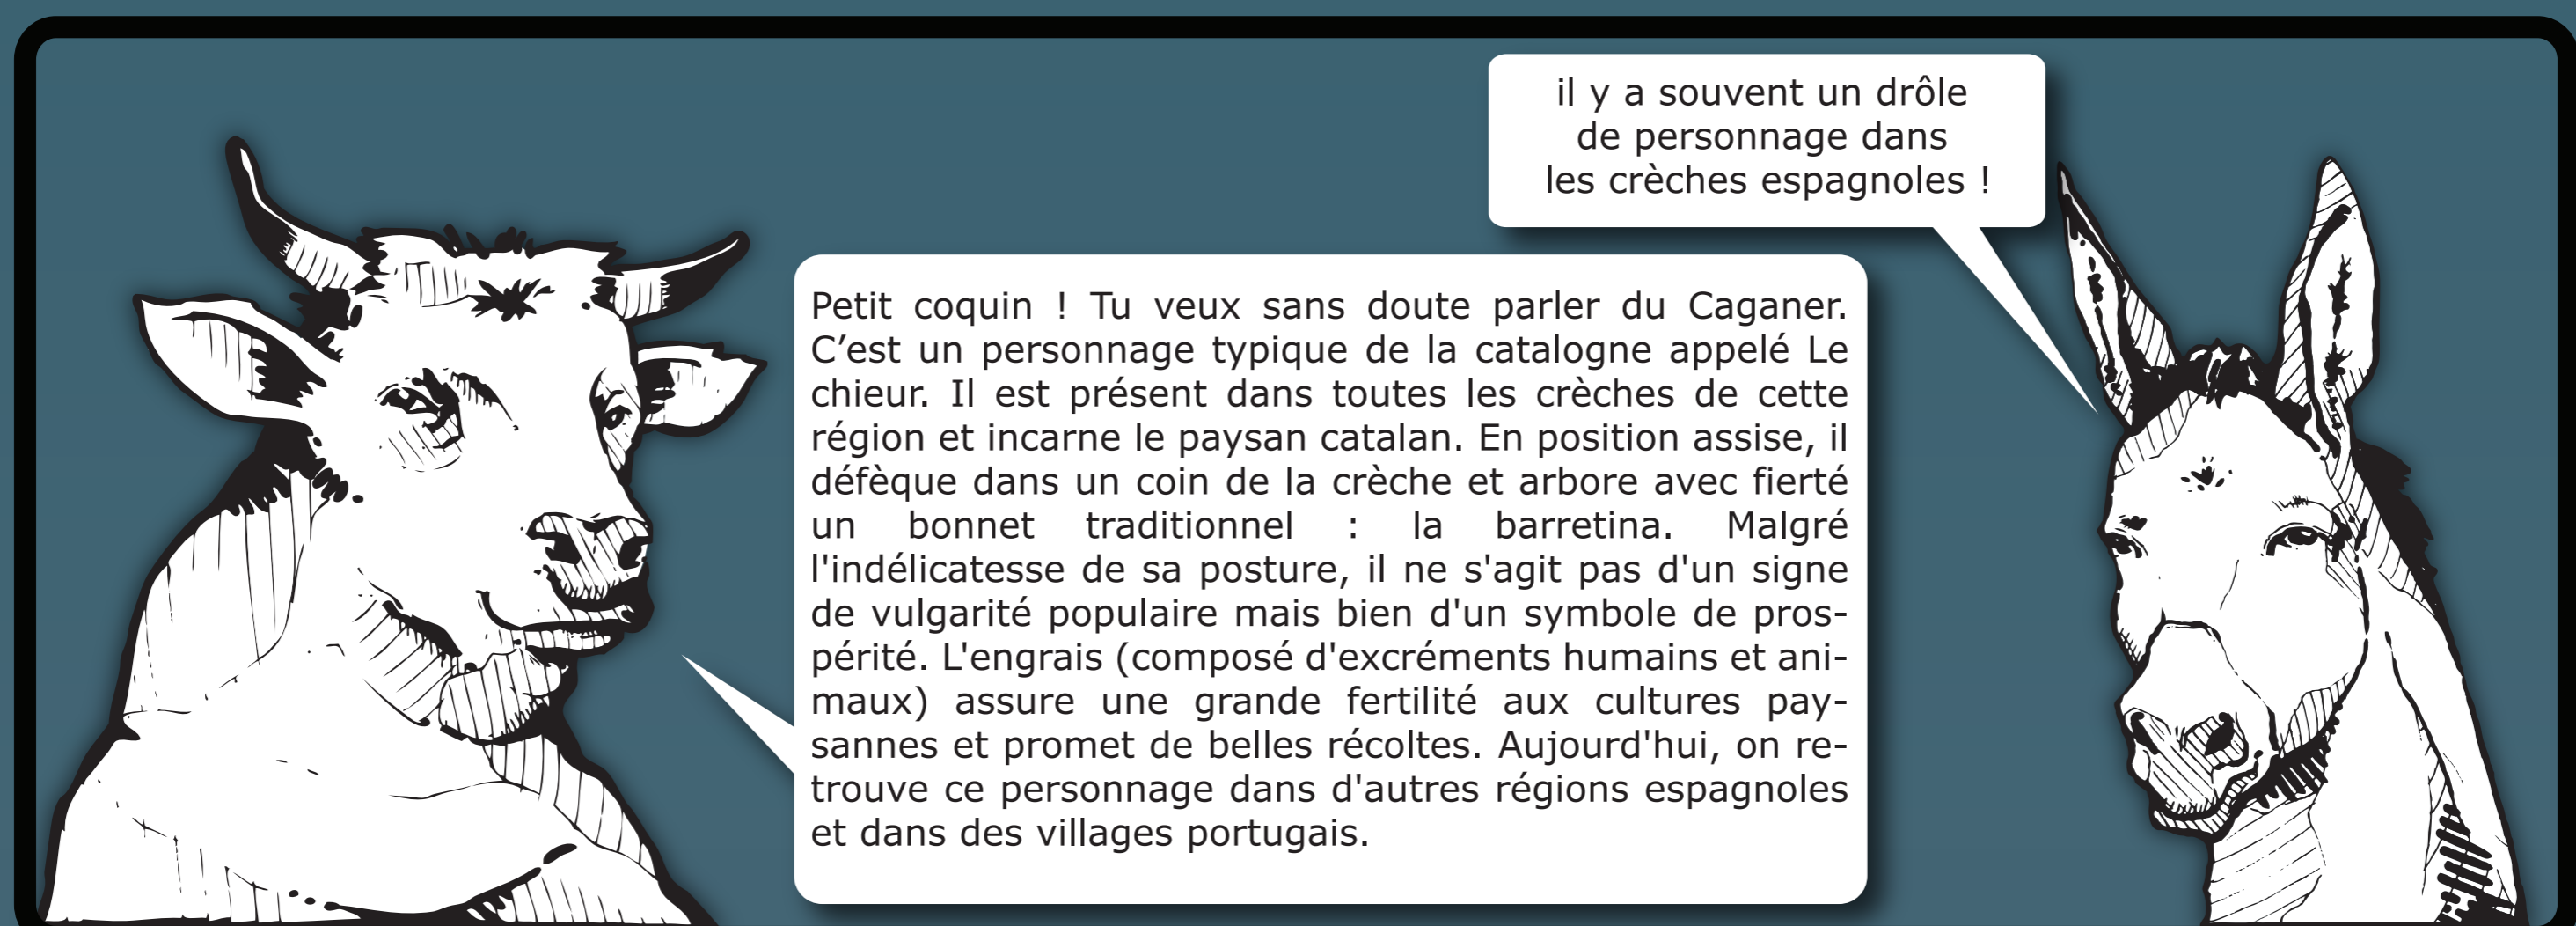 il y a souvent un drôle
de personnage dans
les crèches espagnoles !
Petit coquin ! Tu veux sans doute parler du Caganer.
C’est un personnage typique de la catalogne appelé Le
chieur. Il est présent dans toutes les crèches de cette
région et incarne le paysan catalan. En position assise, il
défèque dans un coin de la crèche et arbore avec fierté
un bonnet traditionnel : la barretina. Malgré
l'indélicatesse de sa posture, il ne s'agit pas d'un signe
de vulgarité populaire mais bien d'un symbole de pros-
périté. L'engrais (composé d'excréments humains et ani-
maux) assure une grande fertilité aux cultures pay-
sannes et promet de belles récoltes. Aujourd'hui, on re-
trouve ce personnage dans d'autres régions espagnoles
et dans des villages portugais.